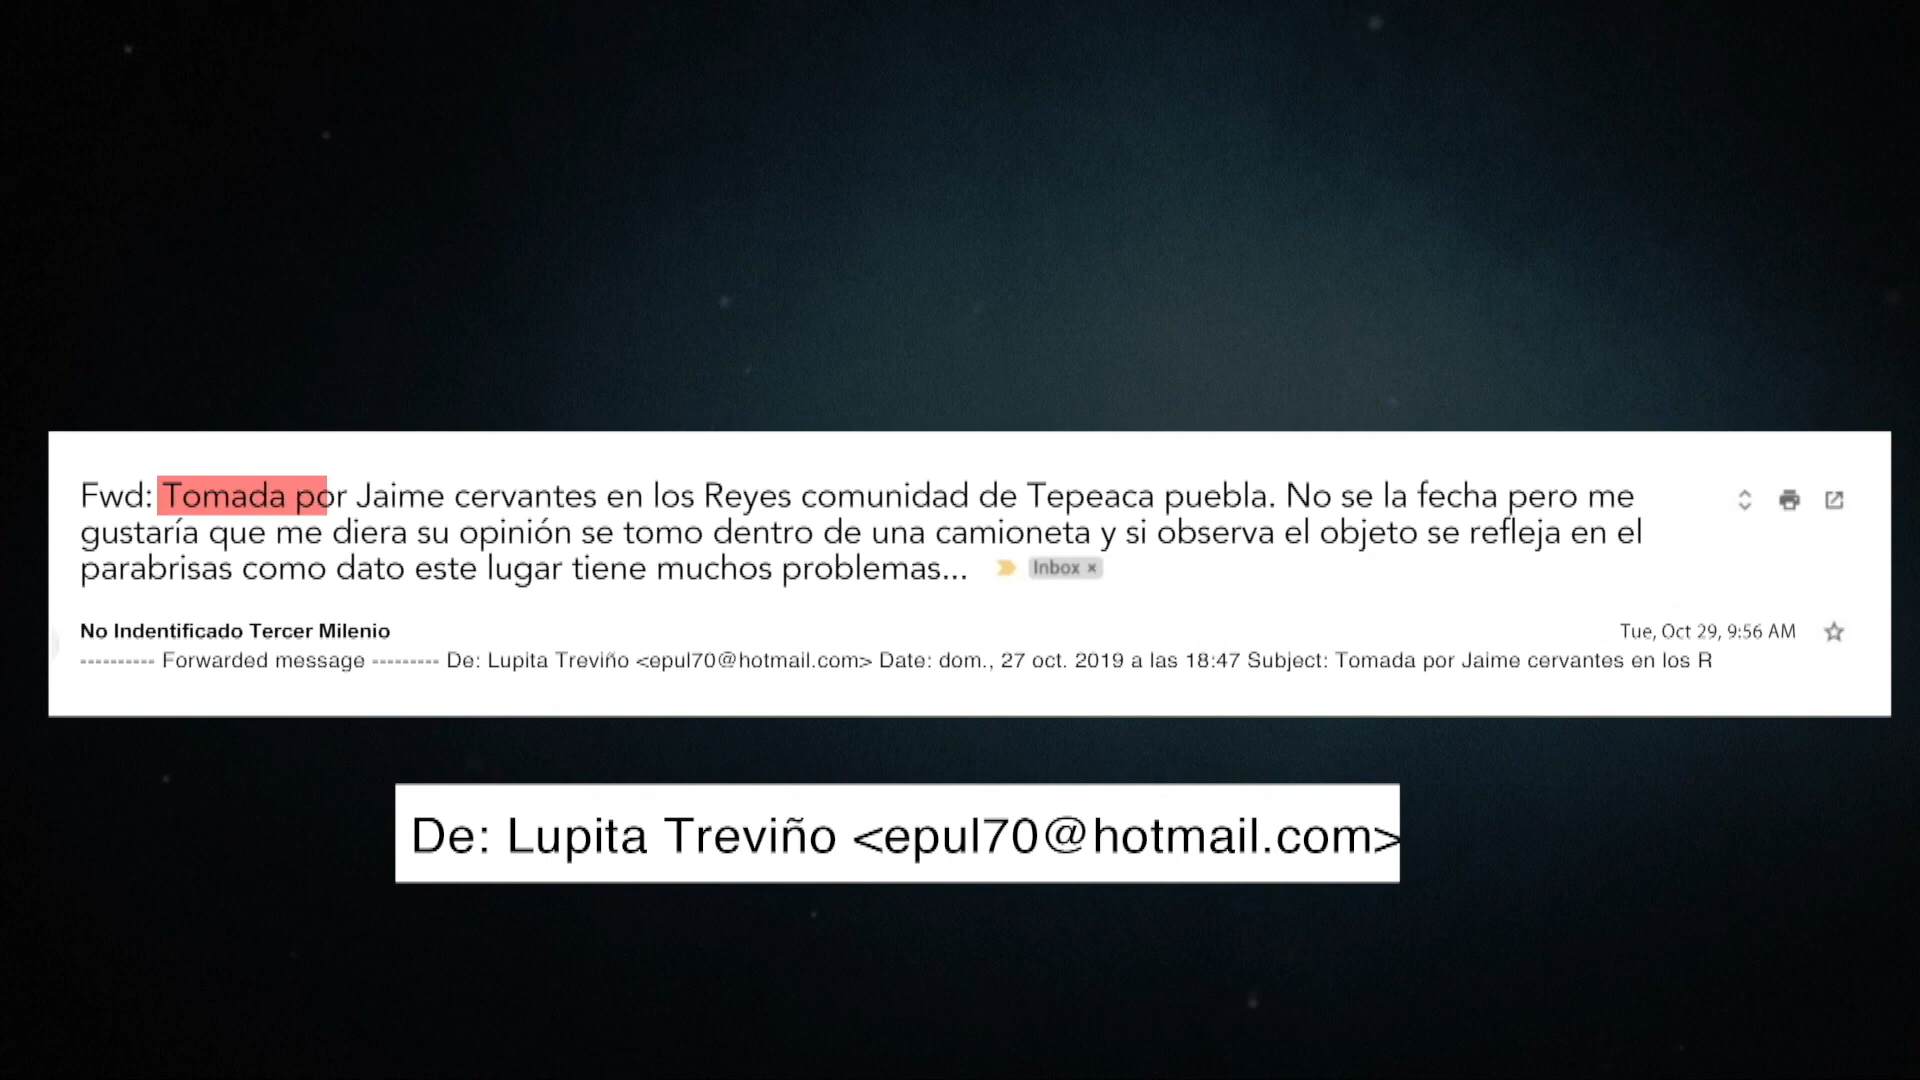 Fwd: Tomada por Jaime cervantes en los Reyes comunidad de Tepeaca puebla. No se la fecha pero me
gustaría que me diera su opinión se tomo dentro de una camioneta y si observa el objeto se refleja en el
parabrisas como dato este lugar tiene muchos problemas... Inbox ×
No Indentificado Tercer Milenio Tue, Oct 29, 9:56 AM
---------- Forwarded message --------- De: Lupita Treviño <epul70@hotmail.com> Date: dom., 27 oct. 2019 a las 18:47 Subject: Tomada por Jaime cervantes en los R
De: Lupita Treviño <epul70@hotmail.com>